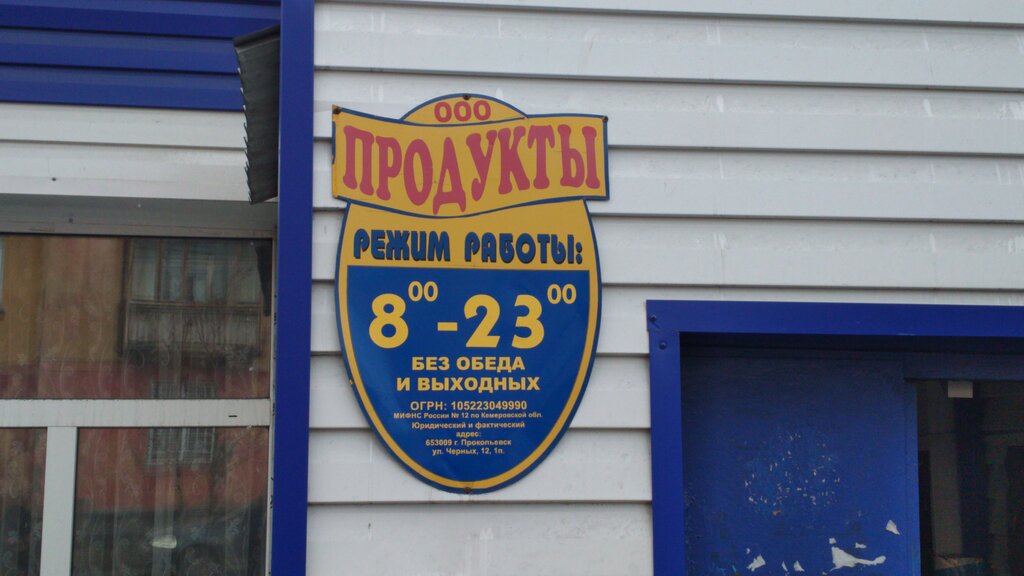 ООО
ПРОДУКТЫ
РЕЖИМ РАБОТЫ:
8 00 - 23 00
БЕЗ ОБЕДА
И ВЫХОДНЫХ
ОГРН: 105223049990
МИФНС России № 12 по Кемеровской обл.
Юридический и фактический
адрес:
653009 г. Прокопьевск
ул. Черных, 12, 1п.